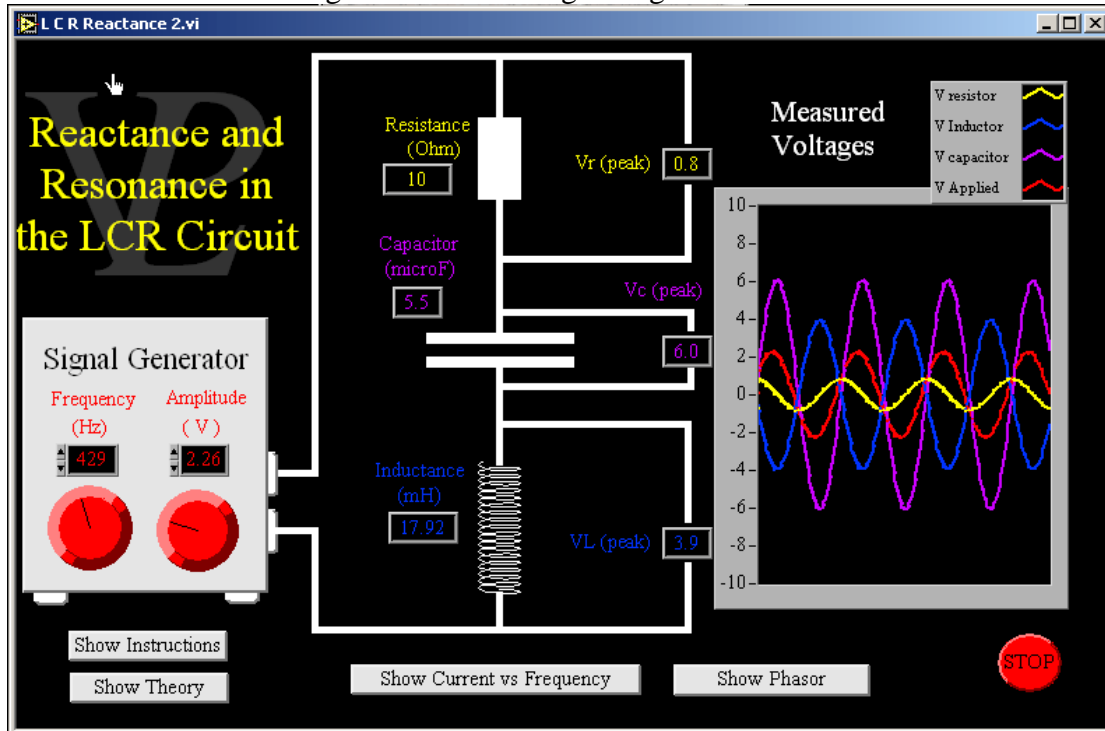 L C R Reactance 2.vi
Reactance and
Resonance in
the LCR Circuit
Signal Generator
Frequency
(Hz)
429
Amplitude
( V )
2.26
Show Instructions
Show Theory
Resistance
(Ohm)
10
Capacitor
(microF)
5.5
Inductance
(mH)
17.92
Vr (peak)
0.8
Vc (peak)
6.0
VL (peak)
3.9
Show Current vs Frequency
Show Phasor
Measured
Voltages
V resistor
V Inductor
V capacitor
V Applied
10
8
6
4
2
0
-2
-4
-6
-8
-10
STOP